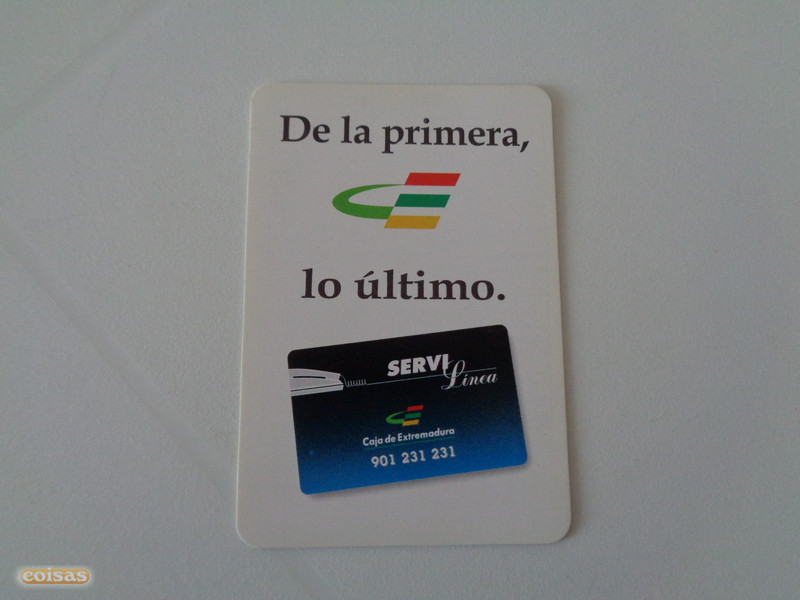 De la primera,
lo último.
SERVI
Línea
Caja de Extremadura
901 231 231
coisas